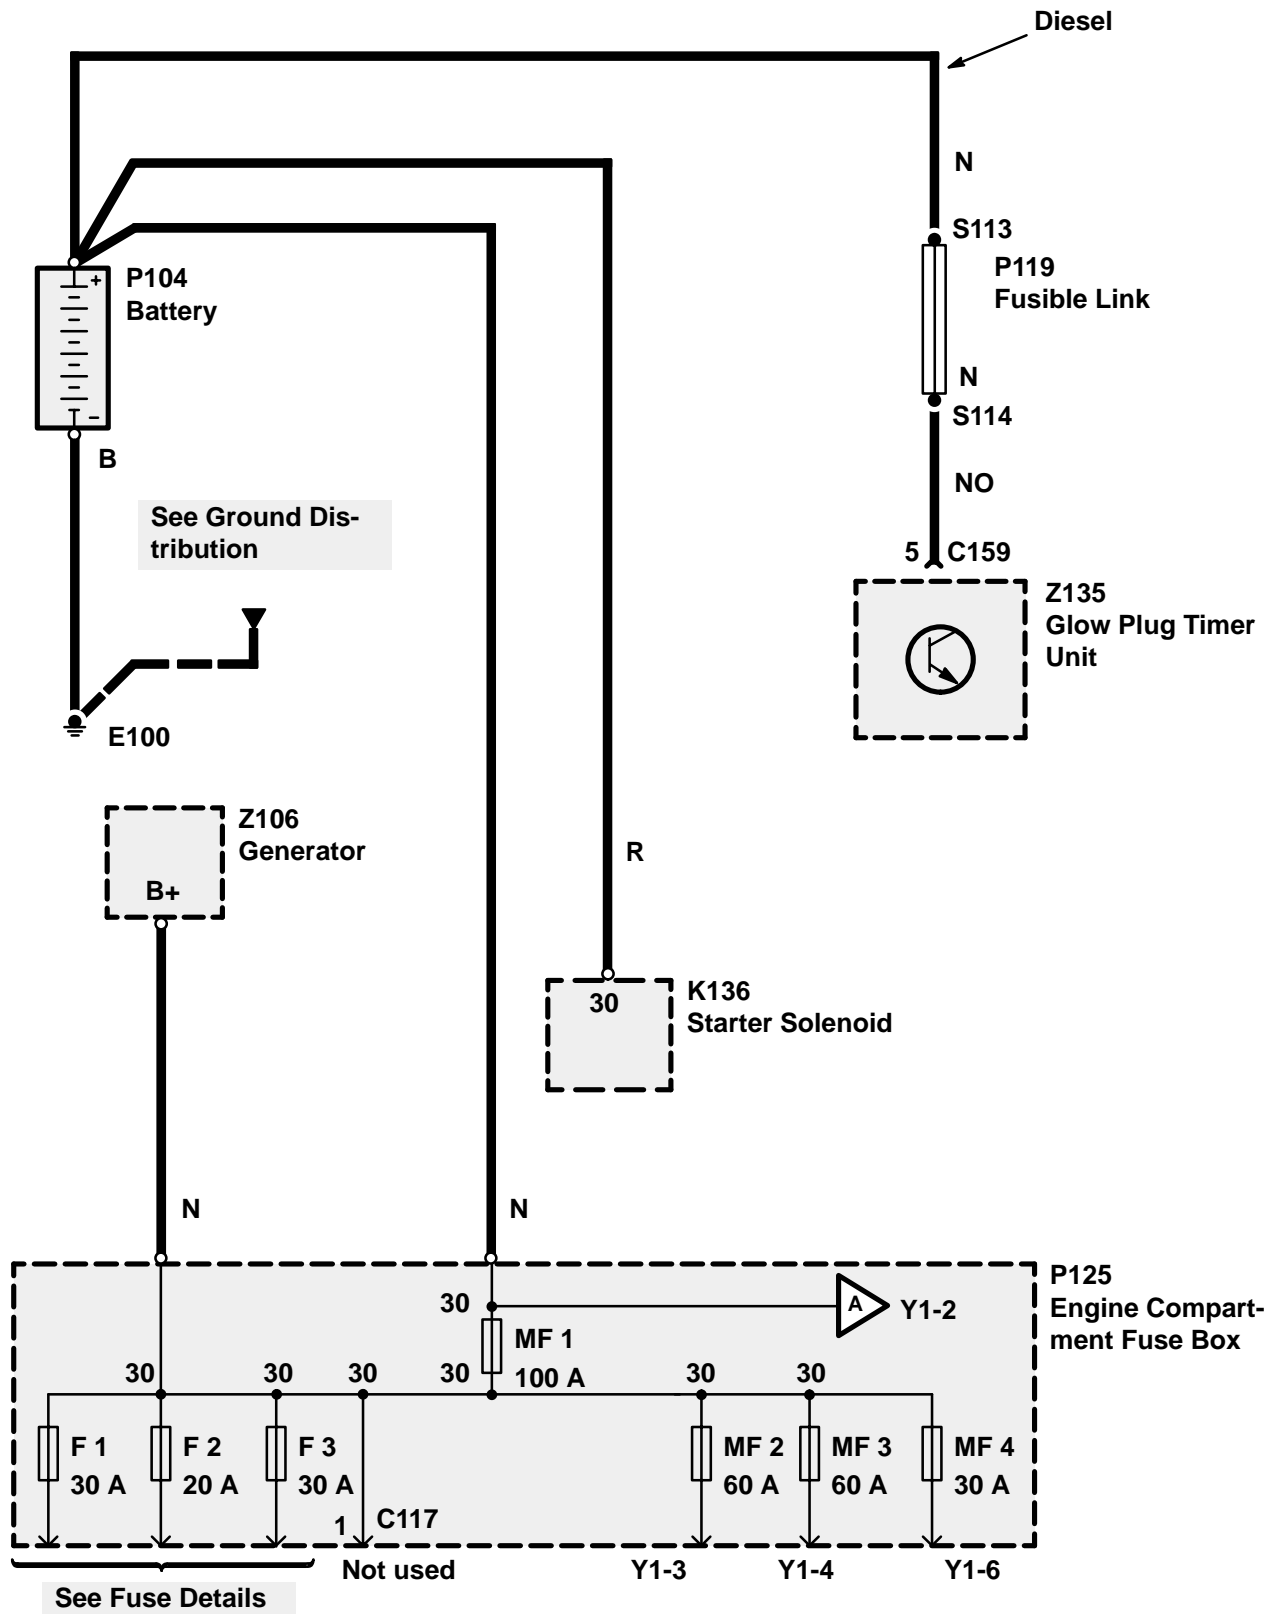 Diesel
N
S113
P119
Fusible Link
P104
Battery
+
−
N
S114
B
NO
See Ground Dis-
tribution
5 C159
Z135
Glow Plug Timer
Unit
E100
Z106
Generator
B+
R
K136
Starter Solenoid
30
N
N
P125
Engine Compart-
ment Fuse Box
30
A
Y1-2
MF 1
100 A
30
30
30
30
30
30
F 1
30 A
F 2
20 A
F 3
30 A
MF 2
60 A
MF 3
60 A
MF 4
30 A
1 C117
Not used
Y1-3
Y1-4
Y1-6
See Fuse Details